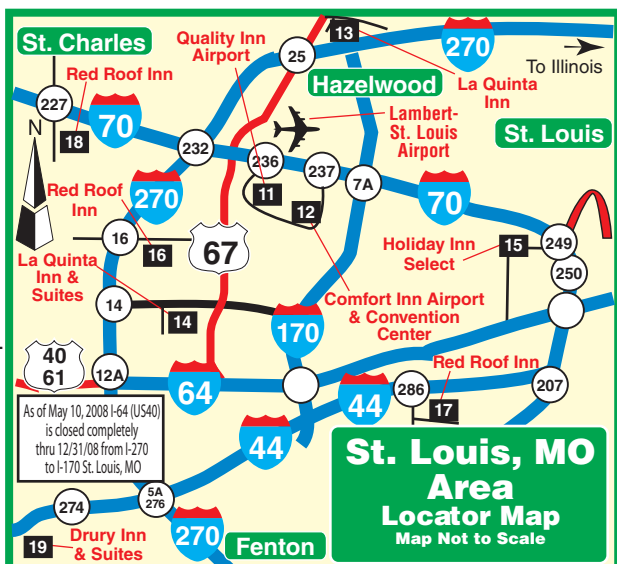 St. Charles
Quality Inn
Airport
13
270
25
To Illinois
Red Roof Inn
Hazelwood
La Quinta
Inn
227
70
Lambert-
St. Louis
Airport
St. Louis
N
18
232
236
237
7A
11
12
270
Red Roof
Inn
70
16
16
67
Holiday Inn
Select
15
249
250
La Quinta
Inn &
Suites
14
14
Comfort Inn Airport
& Convention
Center
170
40
61
12A
64
Red Roof Inn
286
207
44
17
As of May 10, 2008 I-64 (US40)
is closed completely
thru 12/31/08 from I-270
to I-170 St. Louis, MO
44
St. Louis, MO
Area
Locator Map
Map Not to Scale
274
5A
276
19
Drury Inn
& Suites
270
Fenton